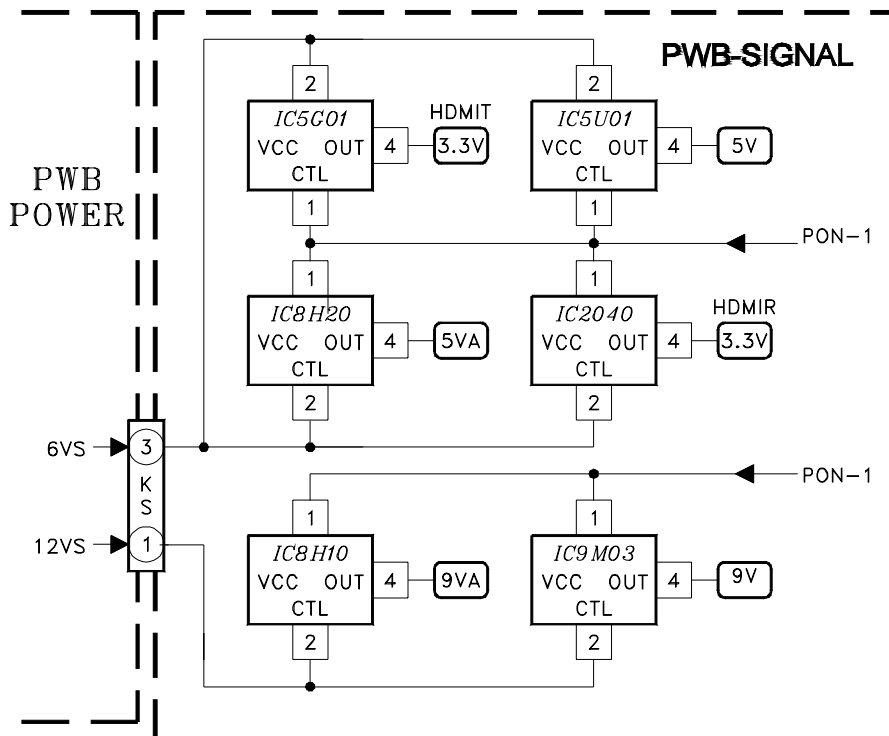 PWB-SIGNAL
PWB
POWER
2
IC5G01
VCC OUT
CTL
4
HDMIT
3.3V
1
2
IC5U01
VCC OUT
CTL
4
5V
1
PON-1
1
IC8H20
VCC OUT
CTL
4
5VA
2
1
IC2040
VCC OUT
CTL
4
HDMIR
3.3V
2
6VS
3
K
S
12VS
1
PON-1
1
IC8H10
VCC OUT
CTL
4
9VA
2
1
IC9M03
VCC OUT
CTL
4
9V
2